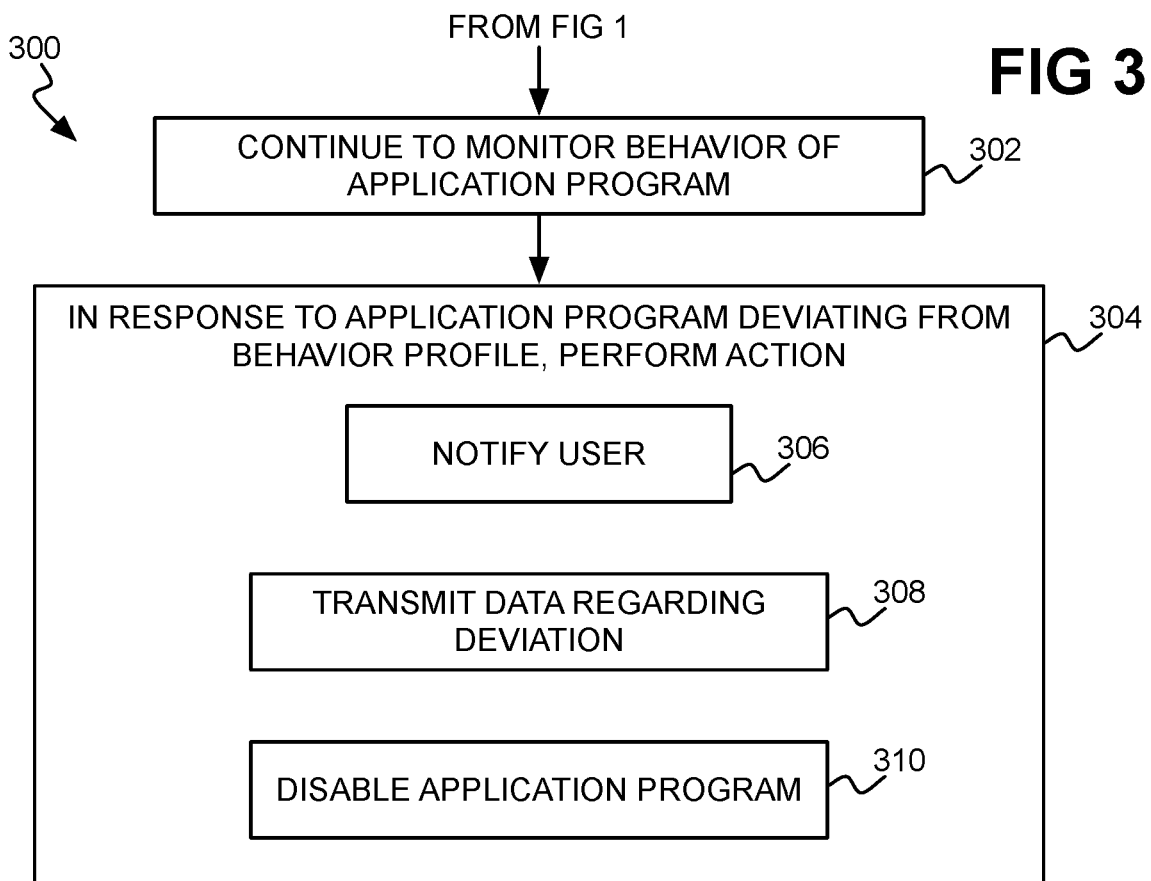 FROM FIG 1
300
FIG 3
CONTINUE TO MONITOR BEHAVIOR OF
APPLICATION PROGRAM
302
IN RESPONSE TO APPLICATION PROGRAM DEVIATING FROM
BEHAVIOR PROFILE, PERFORM ACTION
304
NOTIFY USER
306
TRANSMIT DATA REGARDING
DEVIATION
308
DISABLE APPLICATION PROGRAM
310